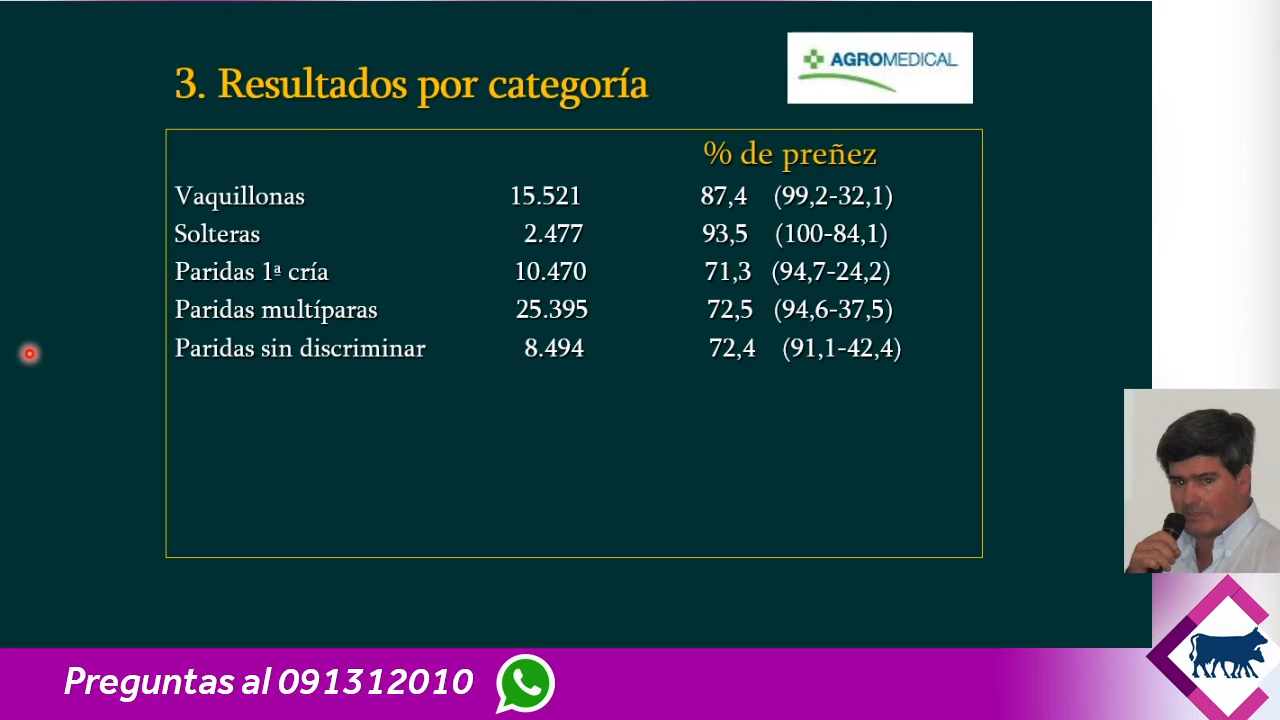 3. Resultados por categoría
AGROMEDICAL
% de preñez
Vaquillonas 15.521 87,4 (99,2-32,1)
Solteras 2.477 93,5 (100-84,1)
Paridas 1ª cría 10.470 71,3 (94,7-24,2)
Paridas multíparas 25.395 72,5 (94,6-37,5)
Paridas sin discriminar 8.494 72,4 (91,1-42,4)
Preguntas al 091312010